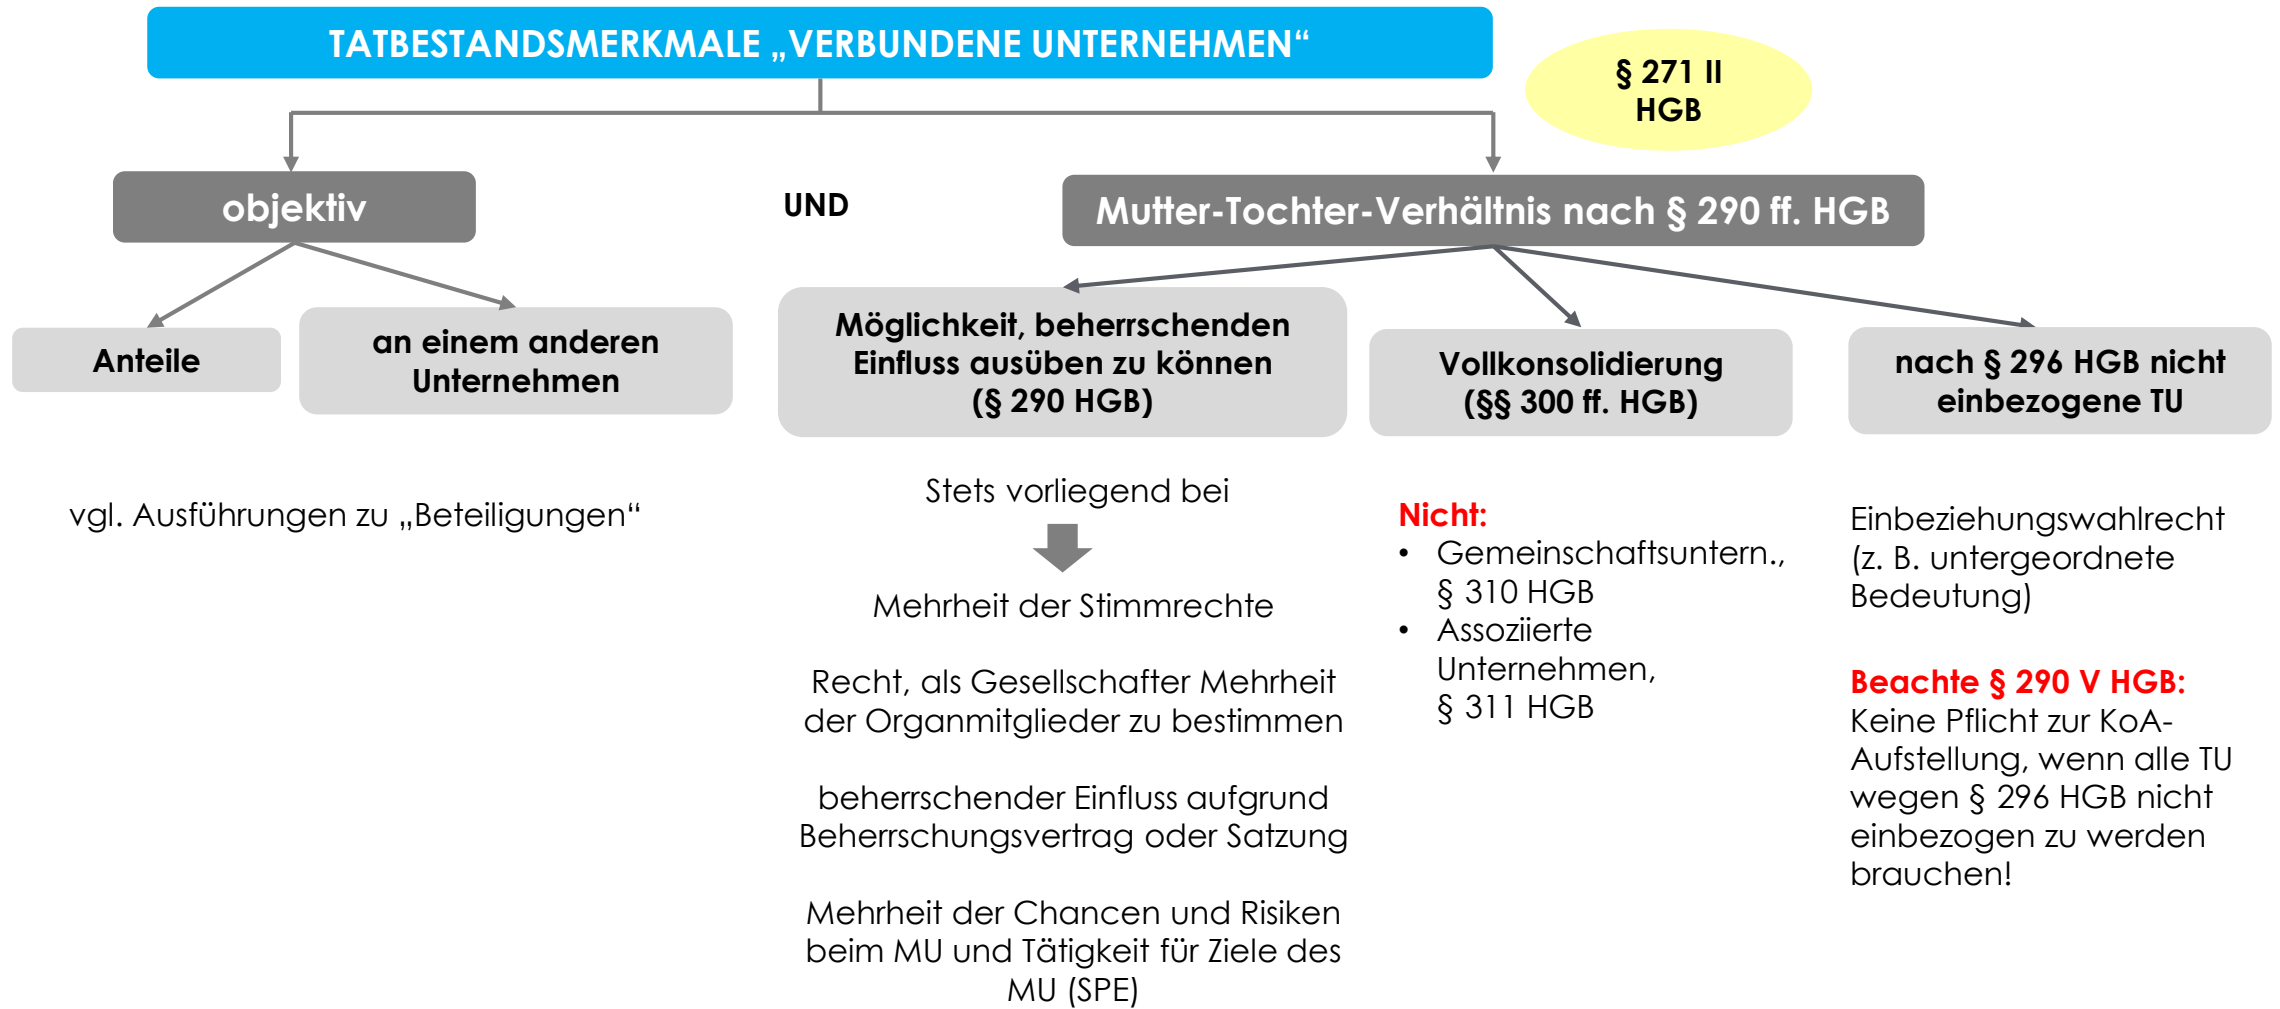 TATBESTANDSMERKMALE „VERBUNDENE UNTERNEHMEN“
§ 271 II
HGB
objektiv
UND
Mutter-Tochter-Verhältnis nach § 290 ff. HGB
Anteile
an einem anderen
Unternehmen
Möglichkeit, beherrschenden
Einfluss ausüben zu können
(§ 290 HGB)
Vollkonsolidierung
(§§ 300 ff. HGB)
nach § 296 HGB nicht
einbezogene TU
vgl. Ausführungen zu „Beteiligungen“
Stets vorliegend bei
Mehrheit der Stimmrechte
Recht, als Gesellschafter Mehrheit
der Organmitglieder zu bestimmen
beherrschender Einfluss aufgrund
Beherrschungsvertrag oder Satzung
Mehrheit der Chancen und Risiken
beim MU und Tätigkeit für Ziele des
MU (SPE)
Nicht:
• Gemeinschaftsuntern.,
§ 310 HGB
• Assoziierte
Unternehmen,
§ 311 HGB
Einbeziehungswahlrecht
(z. B. untergeordnete
Bedeutung)
Beachte § 290 V HGB:
Keine Pflicht zur KoA-
Aufstellung, wenn alle TU
wegen § 296 HGB nicht
einbezogen zu werden
brauchen!